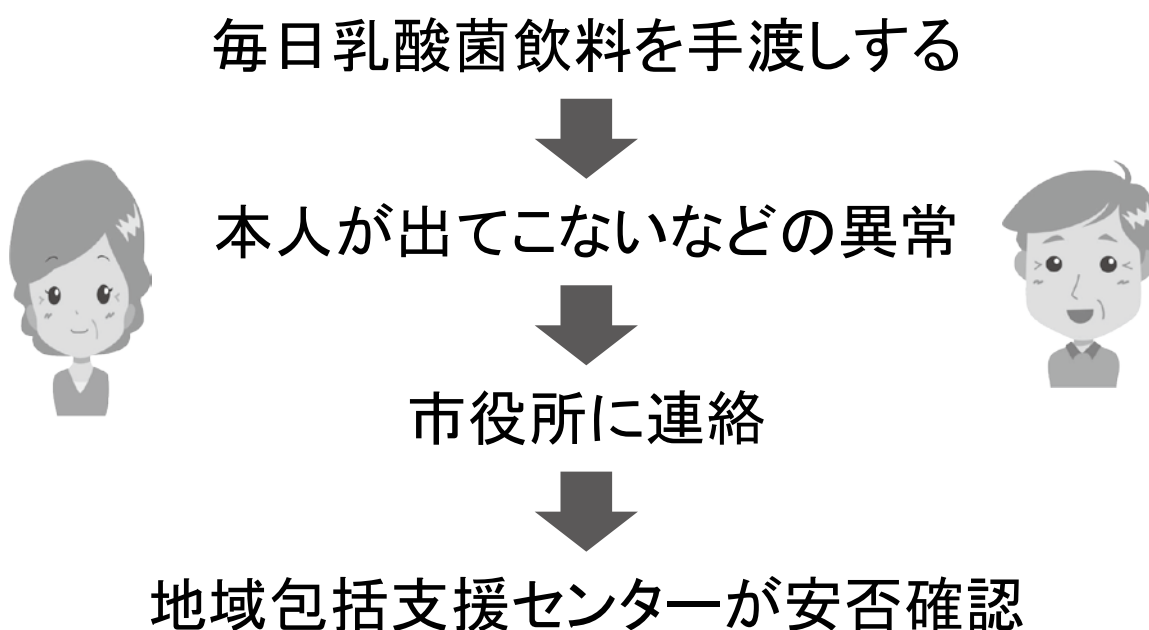 毎日乳酸菌飲料を手渡しする
本人が出てこないなどの異常
市役所に連絡
地域包括支援センターが安否確認